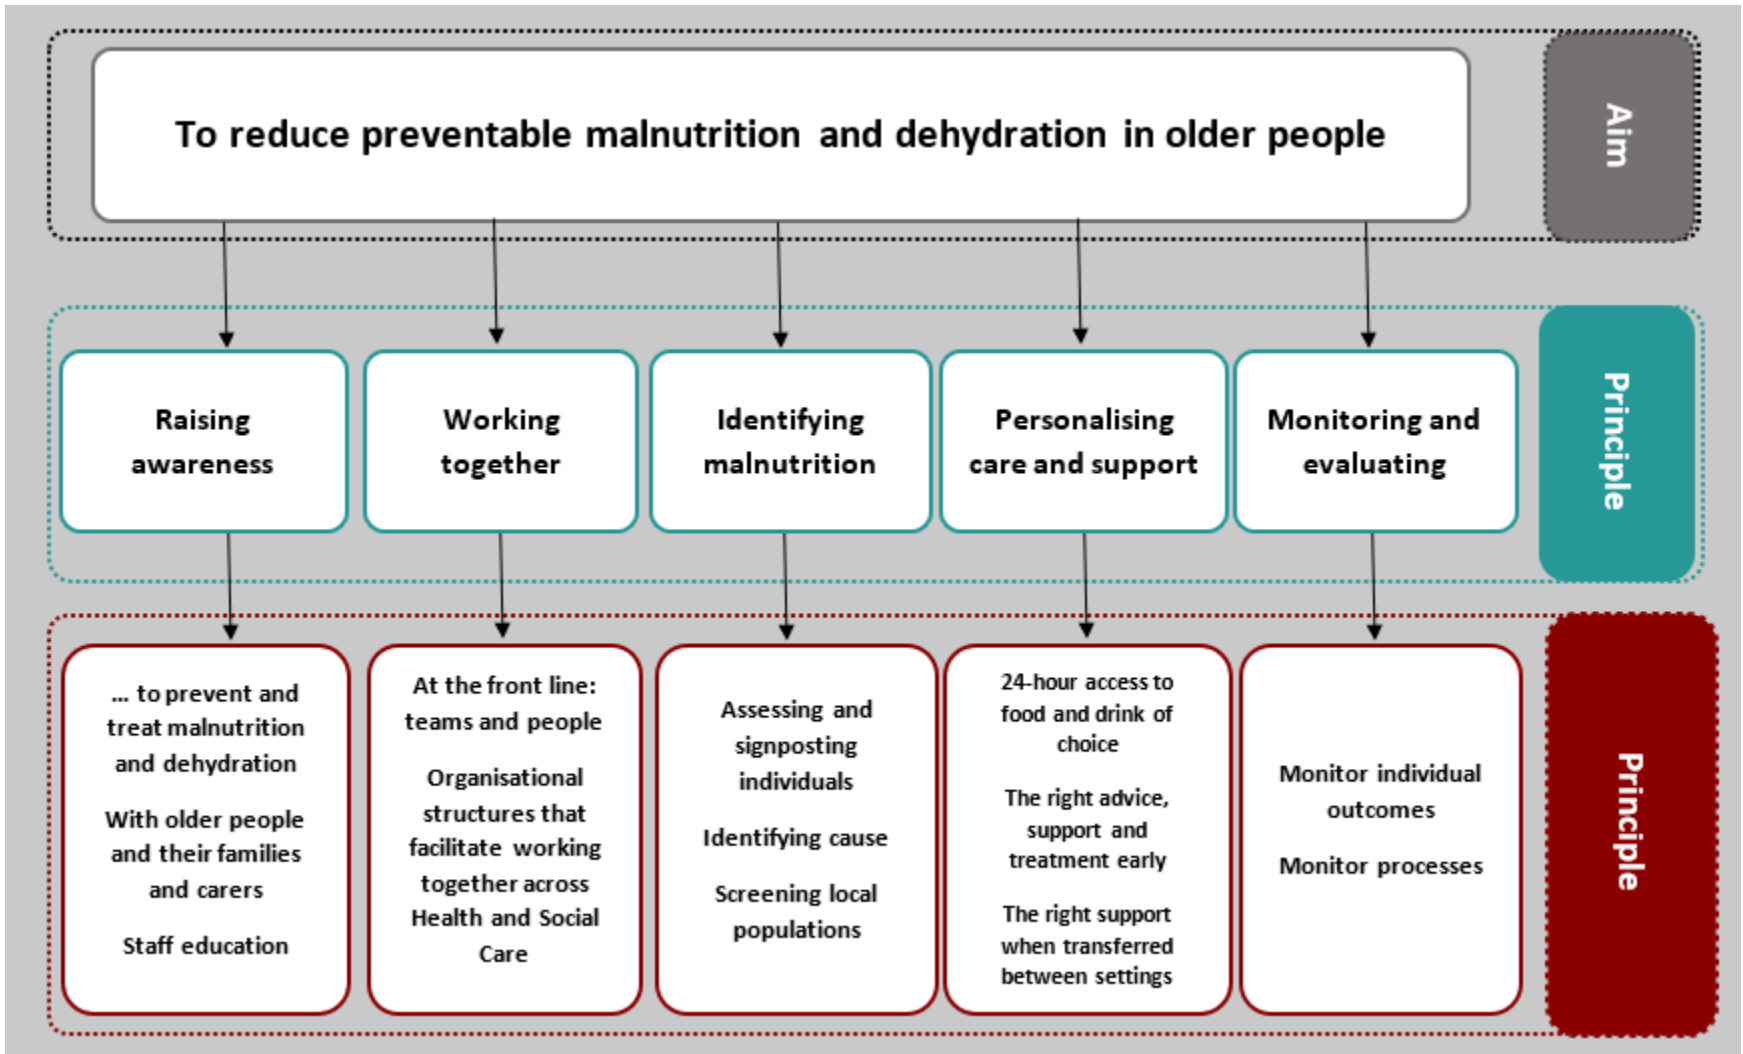 To reduce preventable malnutrition and dehydration in older people
Aim
Raising
awareness
Working
together
Identifying
malnutrition
Personalising
care and support
Monitoring and
evaluating
Principle
... to prevent and
treat malnutrition
and dehydration
With older people
and their families
and carers
Staff education
At the front line:
teams and people
Organisational
structures that
facilitate working
together across
Health and Social
Care
Assessing and
signposting
individuals
Identifying cause
Screening local
populations
24-hour access to
food and drink of
choice
The right advice,
support and
treatment early
The right support
when transferred
between settings
Monitor individual
outcomes
Monitor processes
Principle